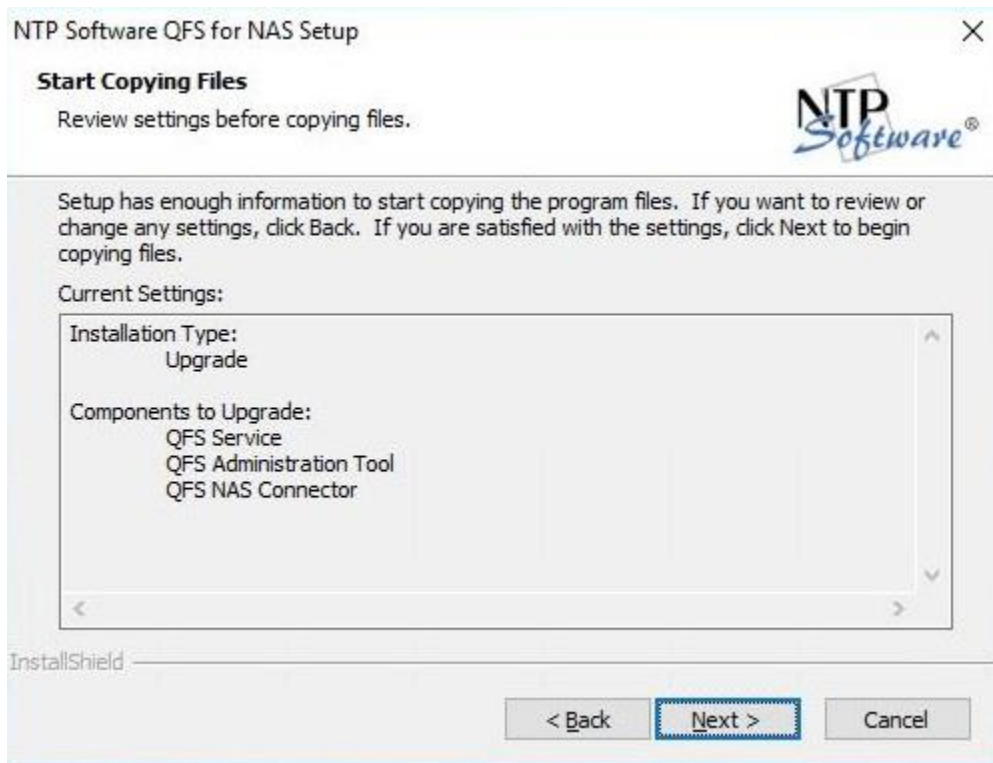 NTP Software QFS for NAS Setup
Start Copying Files
Review settings before copying files.
NTP
Software®
Setup has enough information to start copying the program files.  If you want to review or
change any settings, click Back.  If you are satisfied with the settings, click Next to begin
copying files.
Current Settings:
Installation Type:
Upgrade
Components to Upgrade:
QFS Service
QFS Administration Tool
QFS NAS Connector
InstallShield
< Back
Next >
Cancel